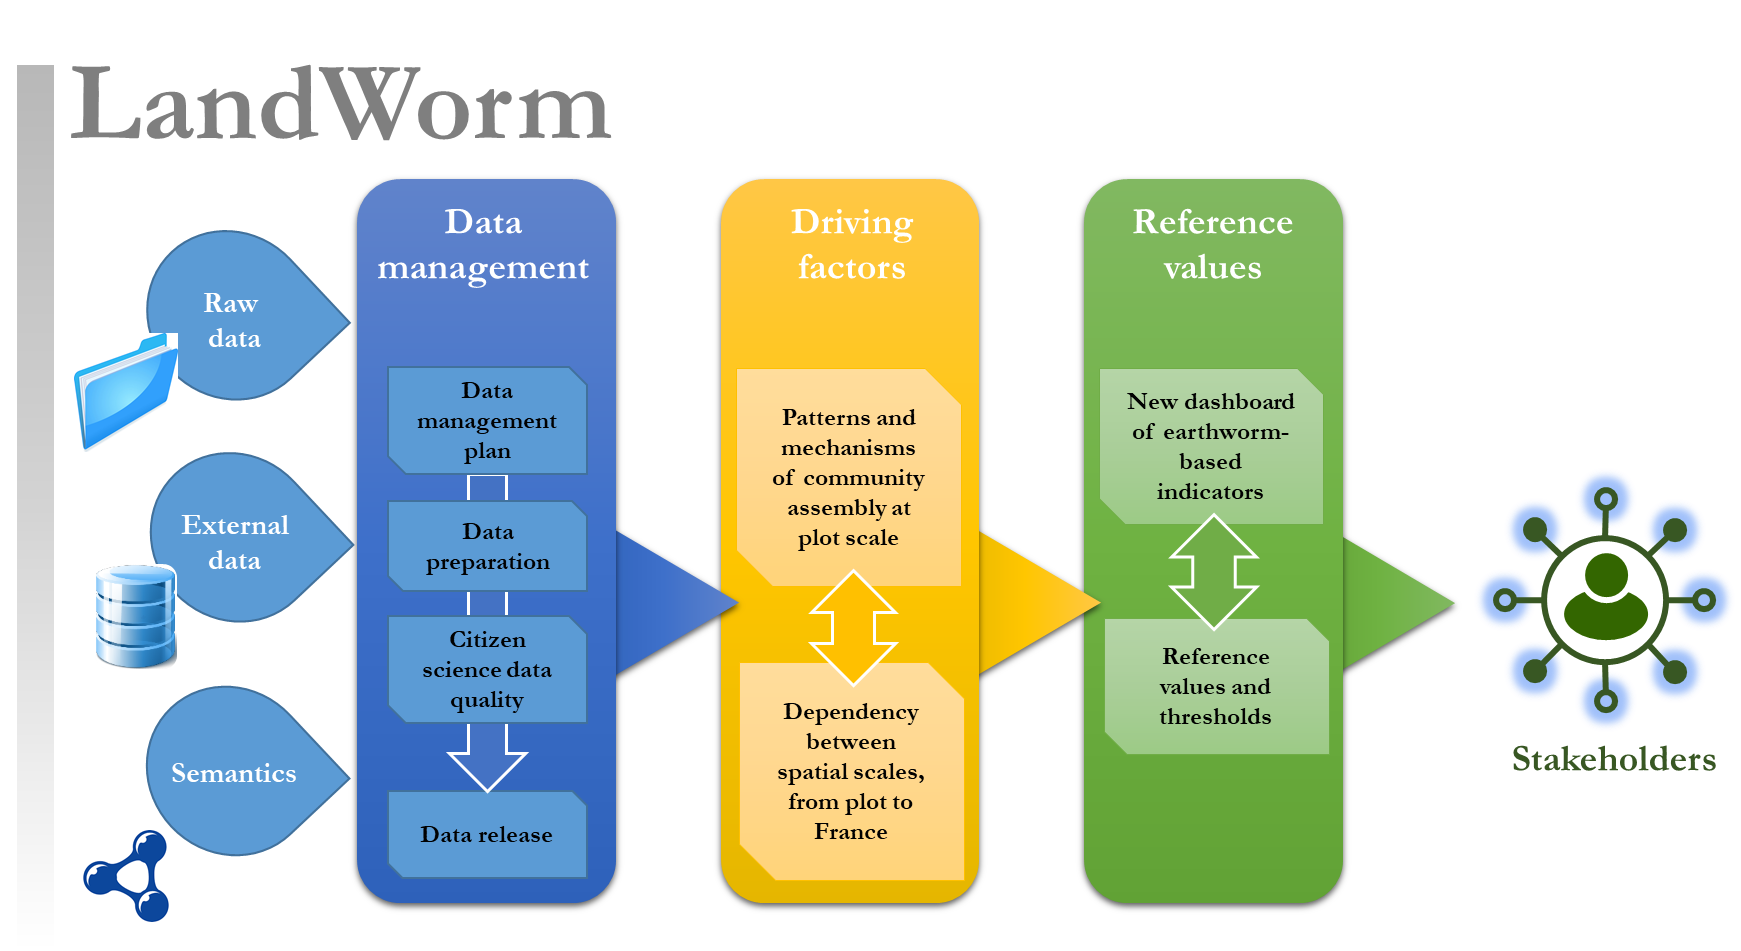 LandWorm
Raw
data
External
data
Semantics
Data
management
Data
management
plan
Data
preparation
Citizen
science data
quality
Data release
Driving
factors
Patterns and
mechanisms
of community
assembly at
plot scale
Dependency
between
spatial scales,
from plot to
France
Reference
values
New dashboard
of earthworm-
based
indicators
Reference
values and
thresholds
Stakeholders